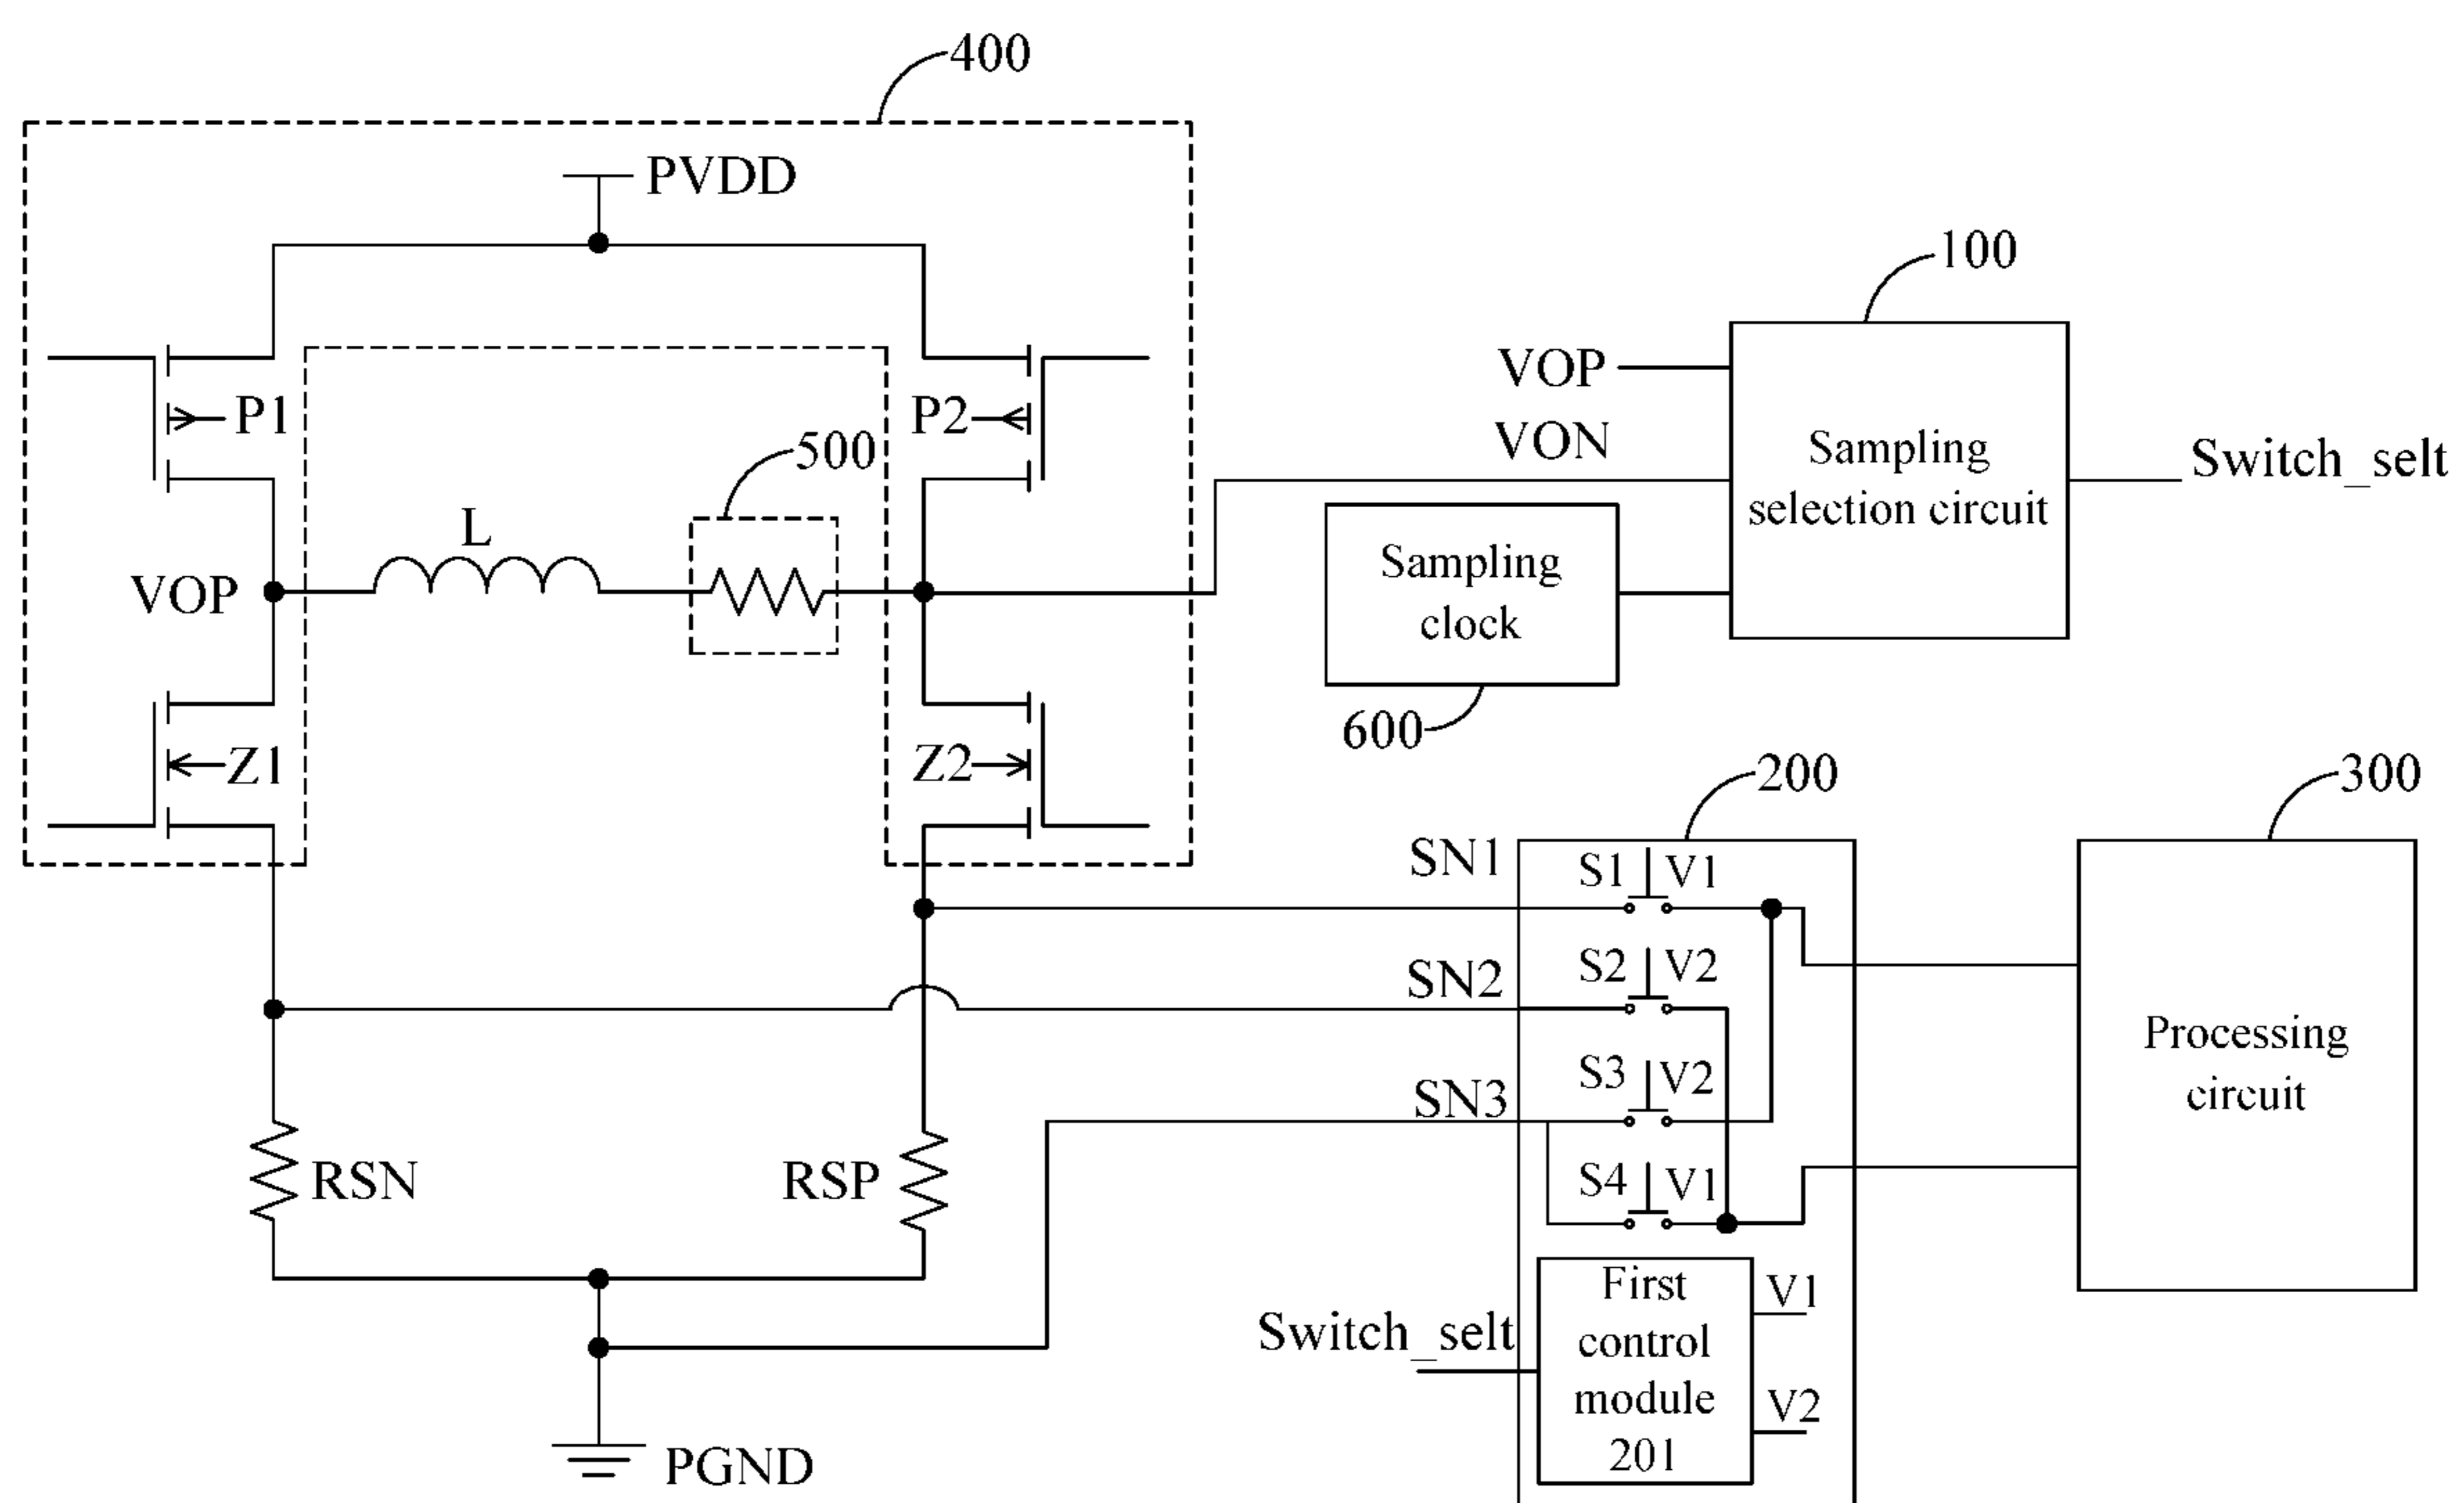 400
PVDD
100
VOP
P1
P2
500
VON
Sampling
selection circuit
Switch_selt
L
VOP
Sampling
clock
600
Z1
Z2
200
300
SN1
S1
V1
SN2
S2
V2
SN3
S3
V2
S4
V1
Processing
circuit
RSN
RSP
Switch_selt
First
control
module
201
V1
V2
PGND